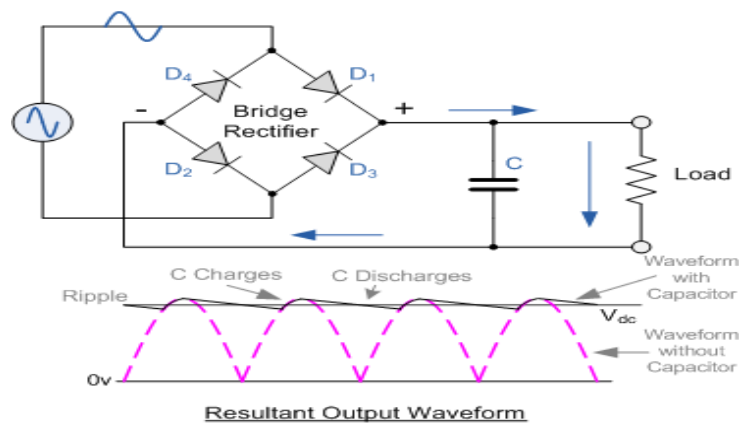 D4
D1
-
Bridge
Rectifier
+
D2
D3
C
Load
C Charges
C Discharges
Waveform
with
Capacitor
Ripple
Vdc
Waveform
without
Capacitor
0v
Resultant Output Waveform